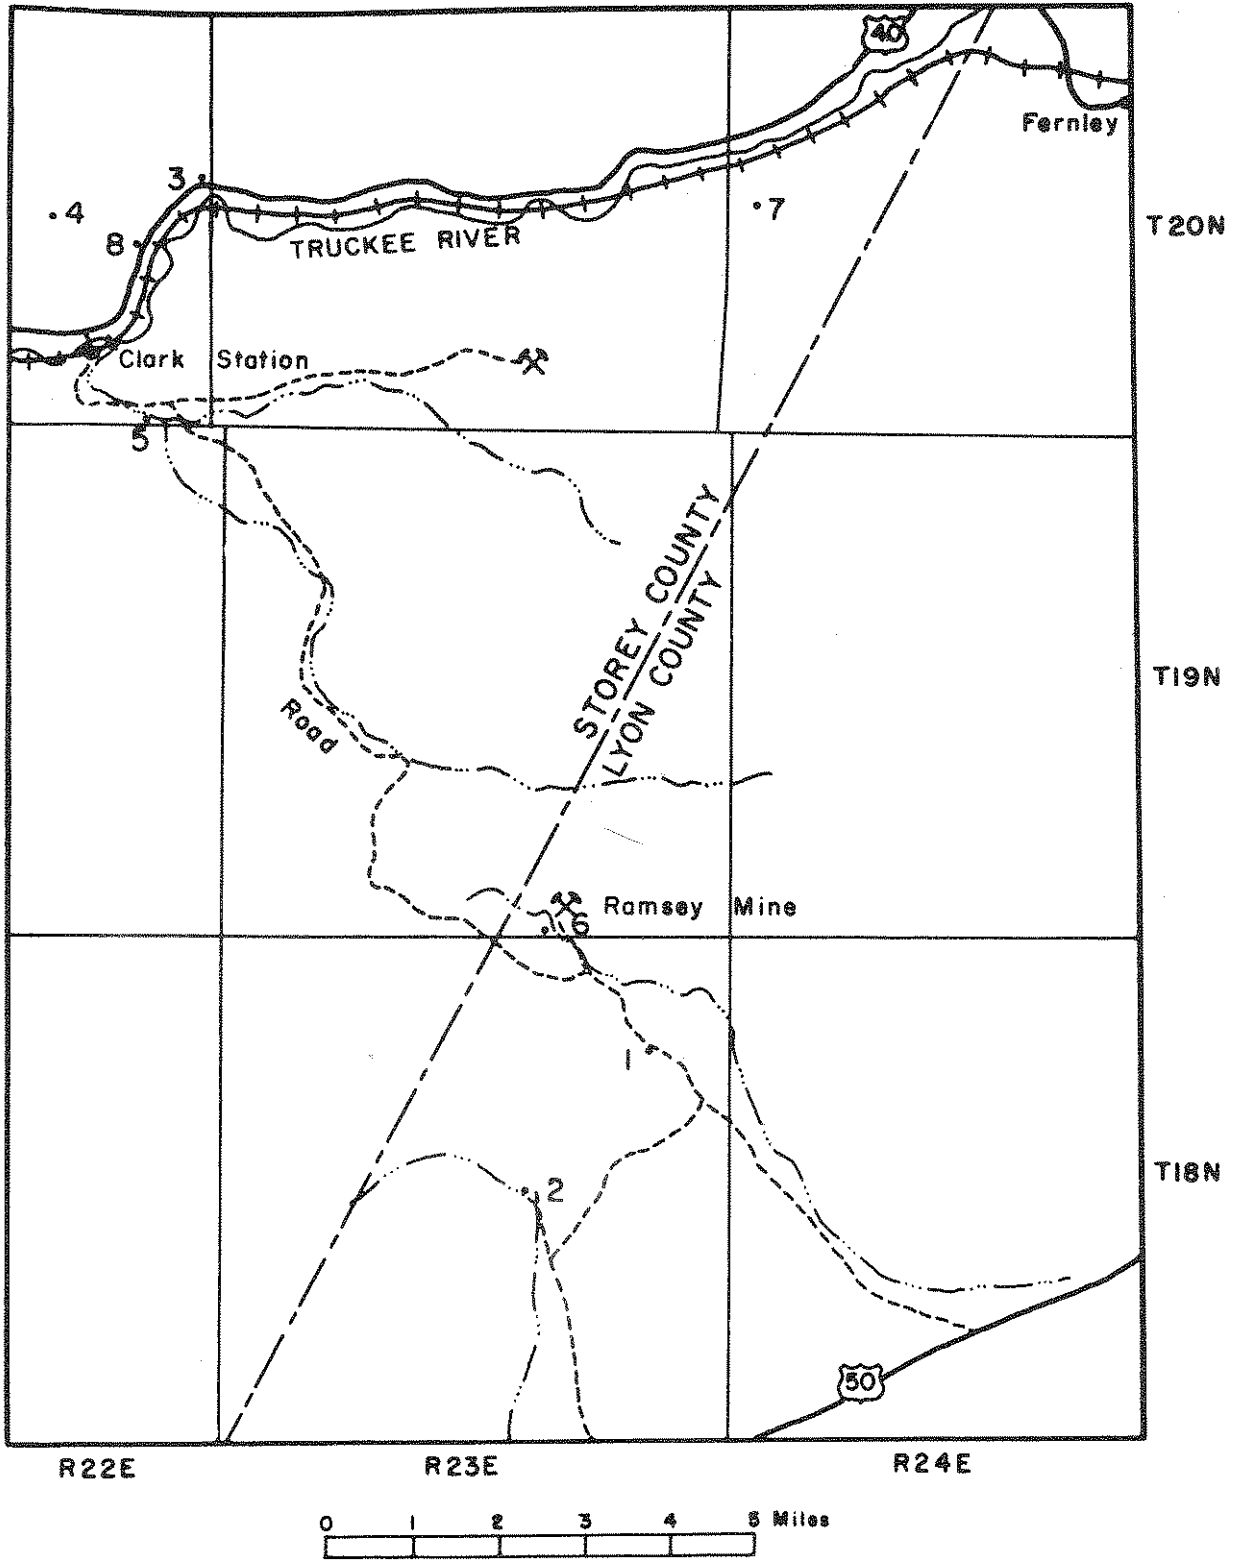 40
Fernley
3
4
7
T20N
8
TRUCKEE RIVER
Clark Station
5
STOREY COUNTY
LYON COUNTY
T19N
Road
Ramsey Mine
6
1
T18N
2
50
R22E R23E R24E
0 1 2 3 4 5 Miles